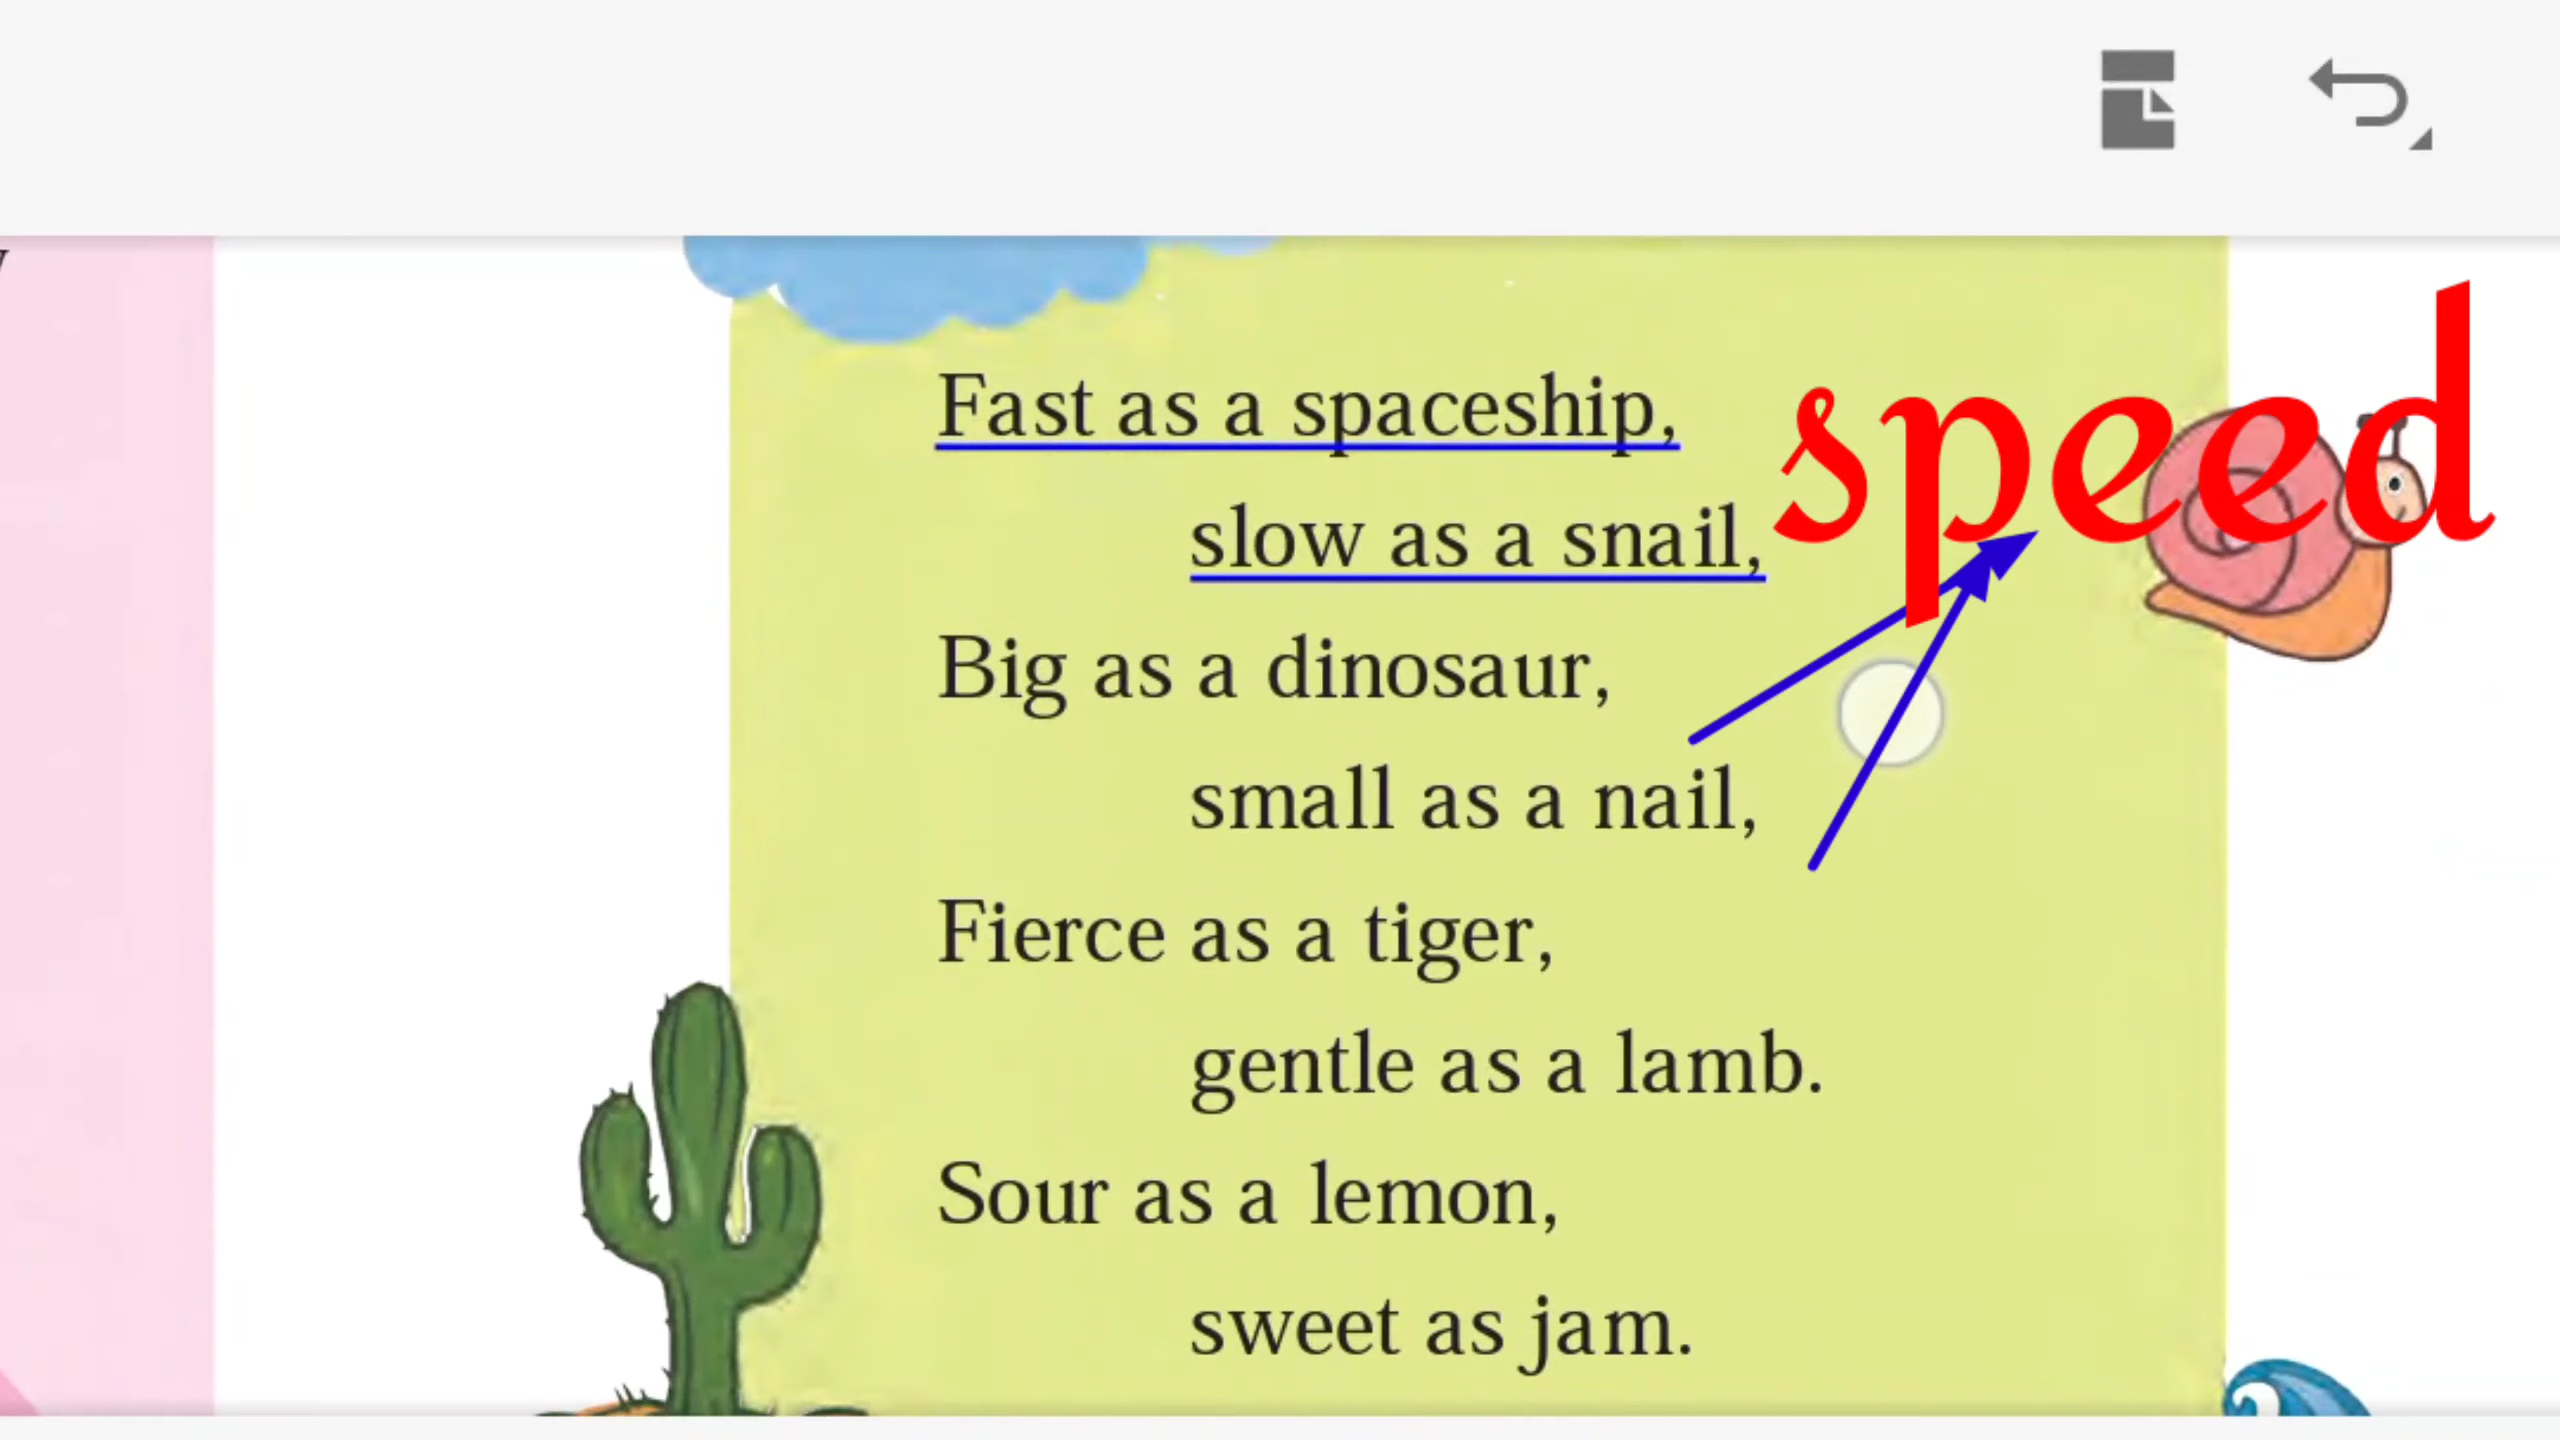 Fast as a spaceship,
speed
slow as a snail,
Big as a dinosaur,
small as a nail,
Fierce as a tiger,
gentle as a lamb.
Sour as a lemon,
sweet as jam.